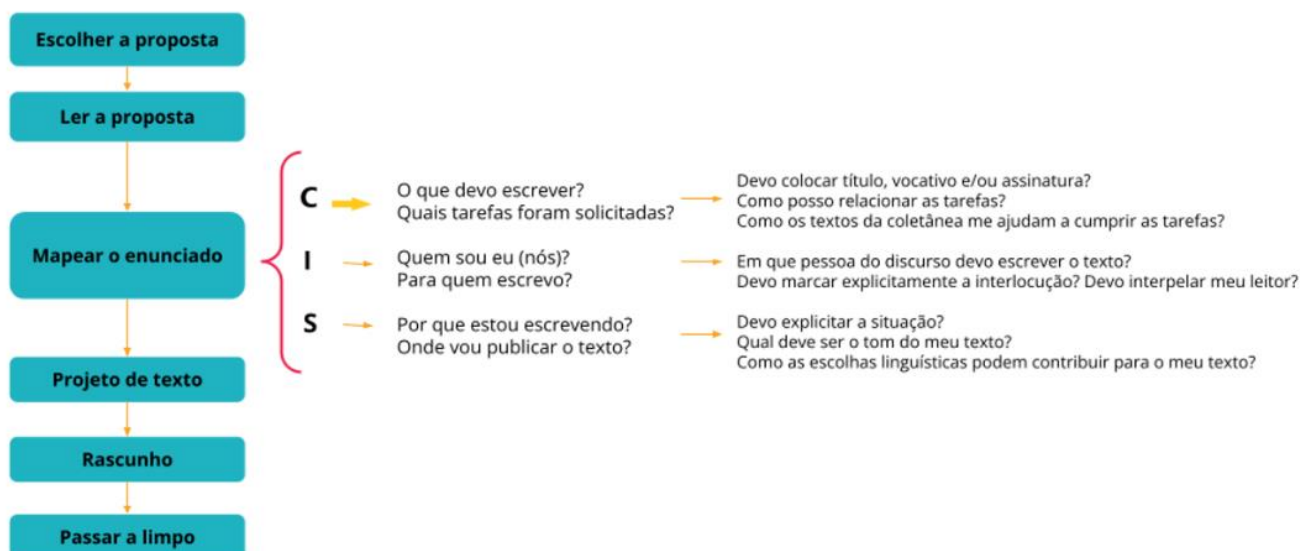 Escolher a proposta
Ler a proposta
Mapear o enunciado
C
O que devo escrever?
Quais tarefas foram solicitadas?
Devo colocar título, vocativo e/ou assinatura?
Como posso relacionar as tarefas?
Como os textos da coletânea me ajudam a cumprir as tarefas?
I
Quem sou eu (nós)?
Para quem escrevo?
Em que pessoa do discurso devo escrever o texto?
Devo marcar explicitamente a interlocução? Devo interpelar meu leitor?
S
Por que estou escrevendo?
Onde vou publicar o texto?
Devo explicitar a situação?
Qual deve ser o tom do meu texto?
Como as escolhas linguísticas podem contribuir para o meu texto?
Projeto de texto
Rascunho
Passar a limpo